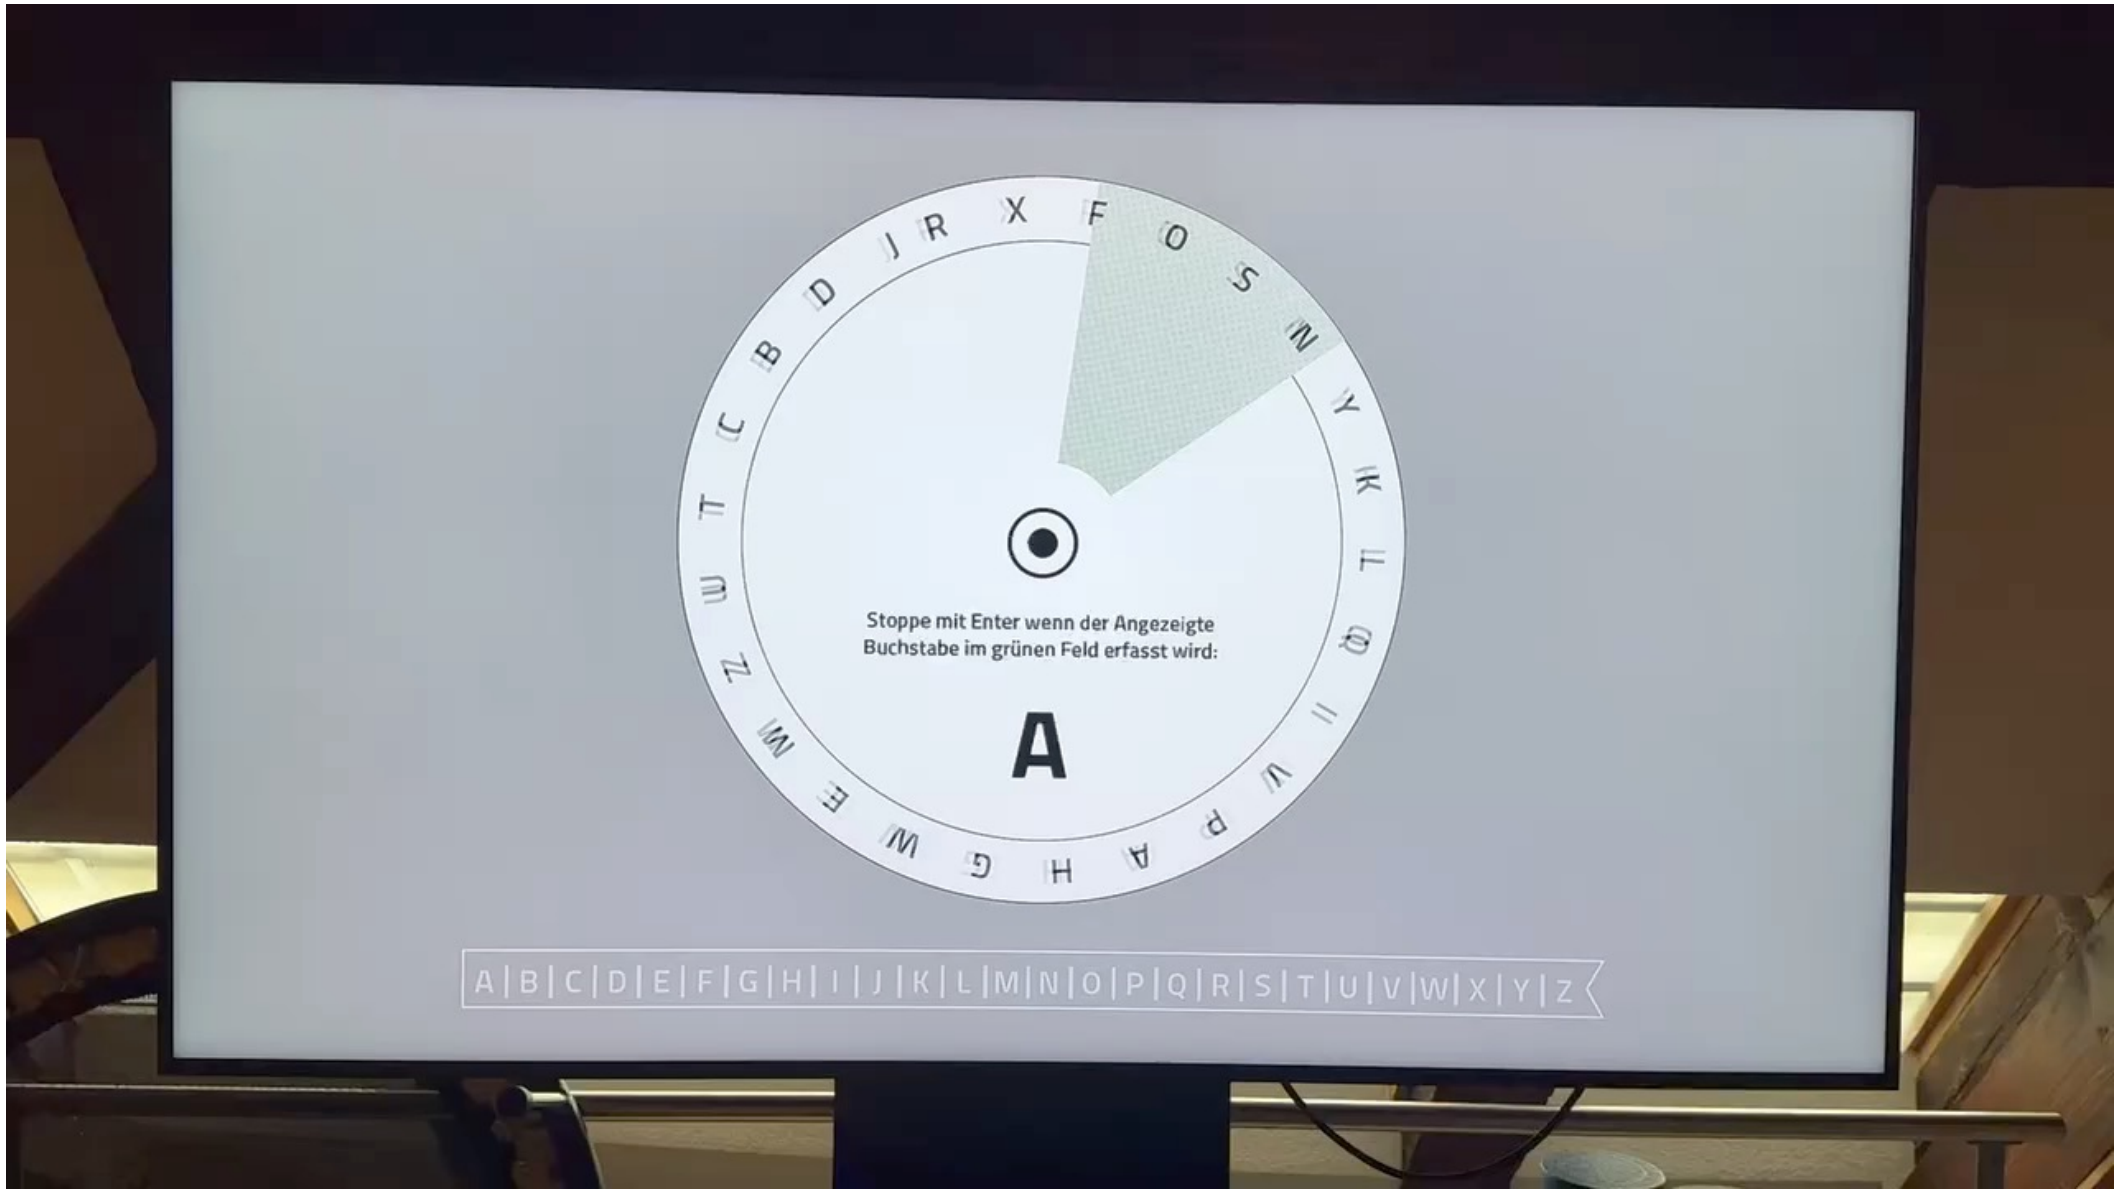 X F O S N Y K L Q I V P A H G E Z U T C B D J R
Stoppe mit Enter wenn der Angezeigte
Buchstabe im grünen Feld erfasst wird:
A
A|B|C|D|E|F|G|H|I|J|K|L|M|N|O|P|Q|R|S|T|U|V|W|X|Y|Z